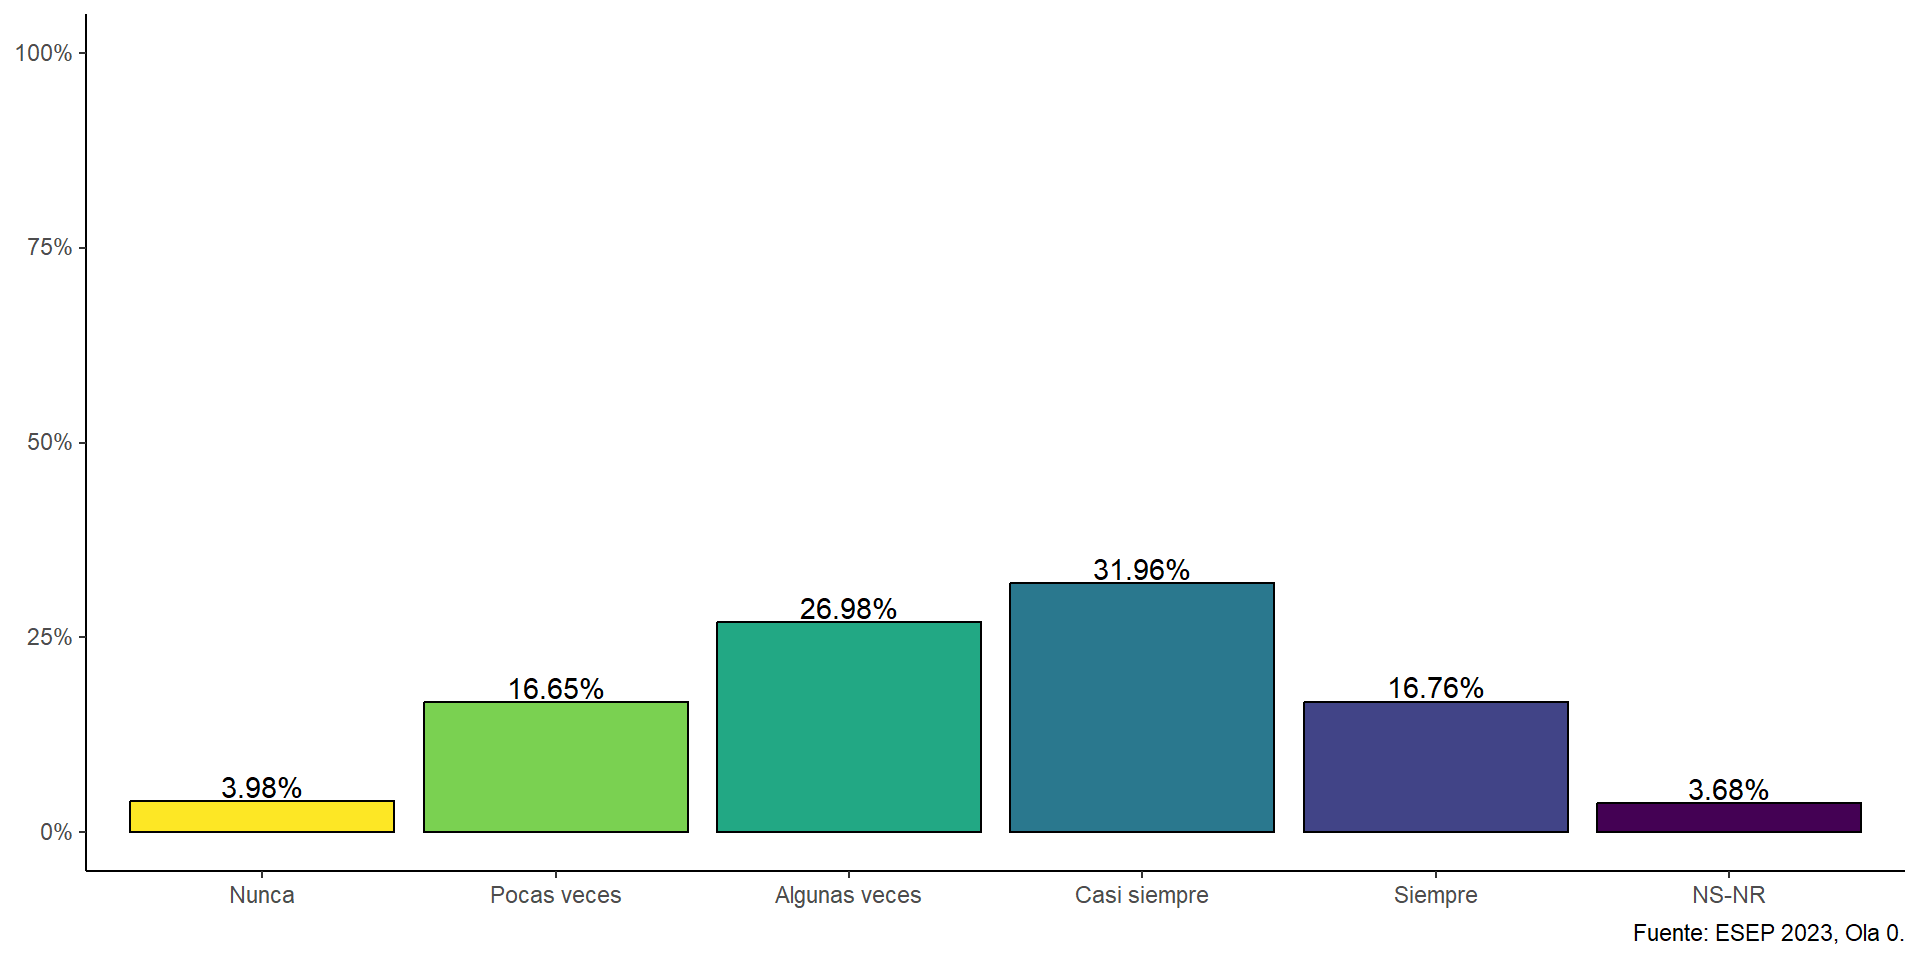 100%
75%
50%
25%
0%
3.98%
16.65%
26.98%
31.96%
16.76%
3.68%
Nunca
Pocas veces
Algunas veces
Casi siempre
Siempre
NS-NR
Fuente: ESEP 2023, Ola 0.